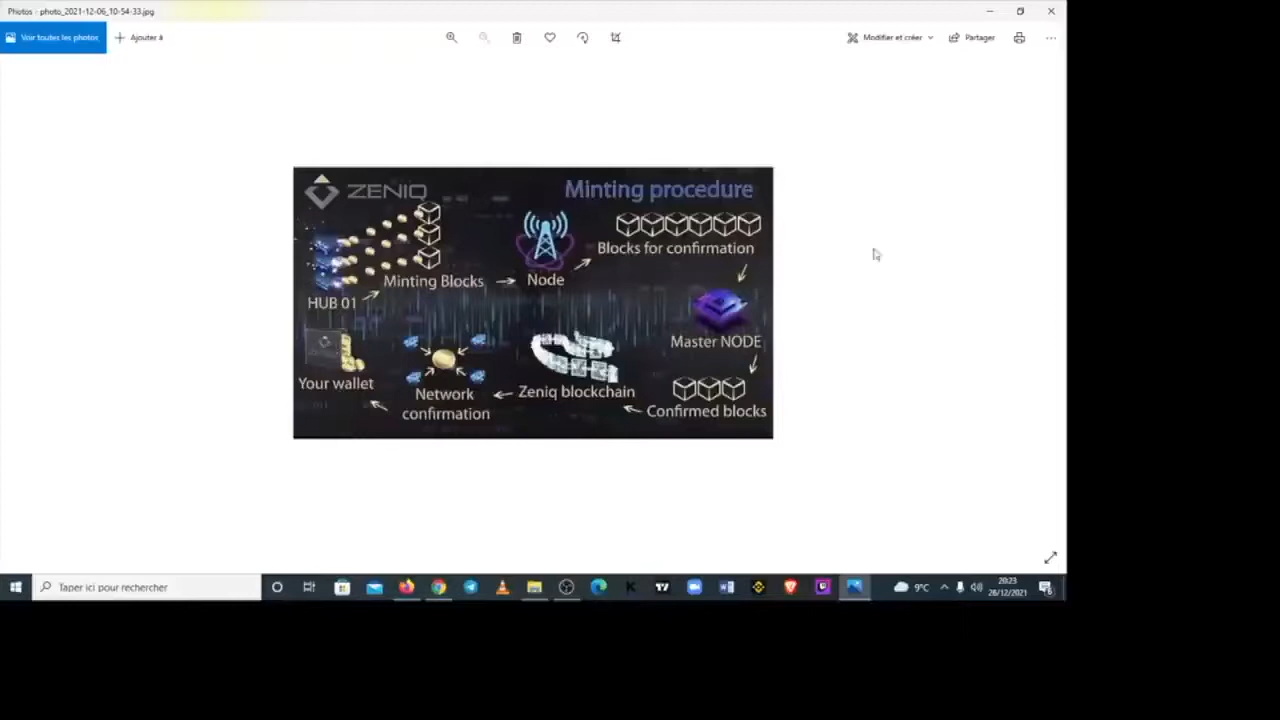 Photos - photo_2021-12-06_10-54-33.jpg
Voir toutes les photos
Ajouter à
Modifier et créer
Partager
ZENIQ
Minting procedure
Blocks for confirmation
Minting Blocks
Node
HUB 01
Master NODE
Your wallet
Network
confirmation
Zeniq blockchain
Confirmed blocks
Taper ici pour rechercher
9°C
20:23
28/12/2021